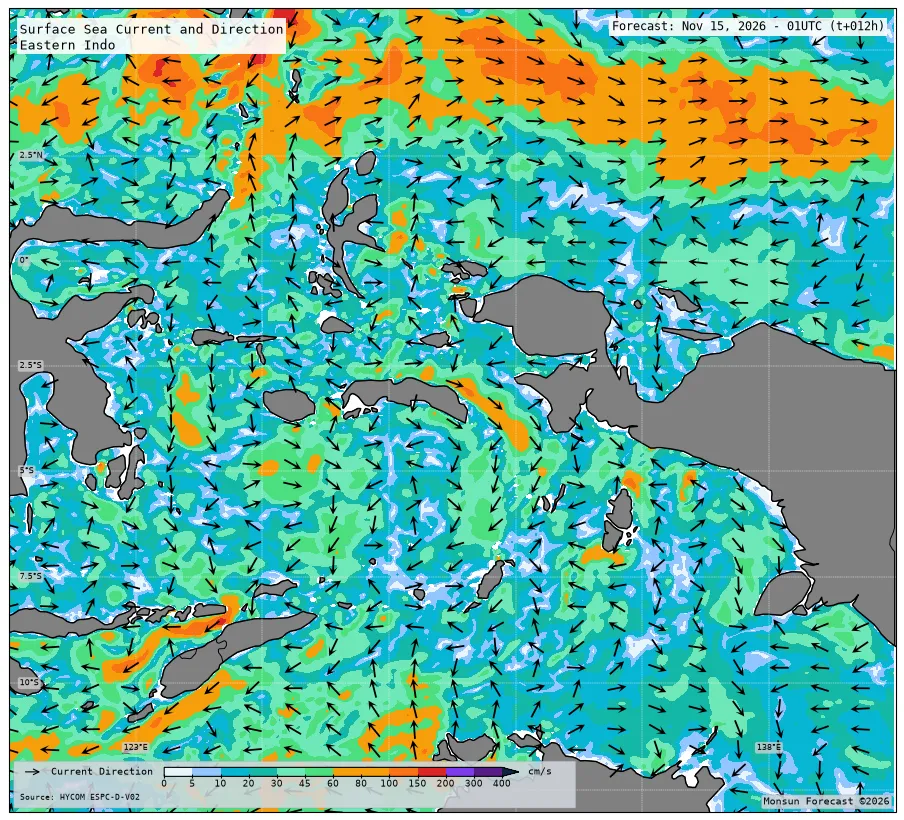 Surface Sea Current and Direction
Eastern Indo
Forecast: Nov 15, 2026 - 01UTC (t+012h)
2.5°N
0°
2.5°S
5°S
7.5°S
10°S
123°E
138°E
Current Direction
0 5 10 20 30 45 60 80 100 150 200 300 400
cm/s
Source: HYCOM ESPC-D-V02
Monsun Forecast ©2026